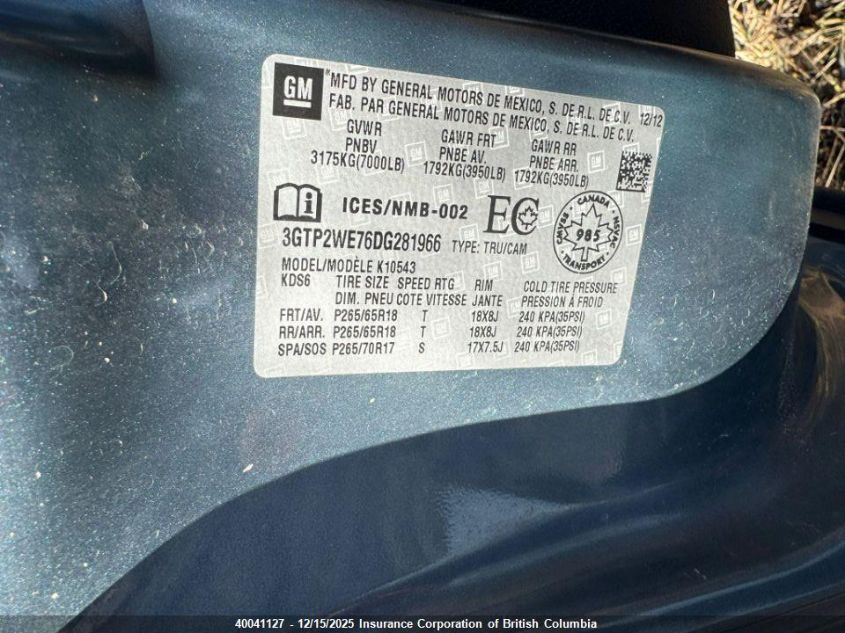 GM
*MFD BY GENERAL MOTORS DE MEXICO, S. DE R.L. DE C.V. 12/12
FAB. PAR GENERAL MOTORS DE MEXICO, S. DE R.L. DE C.V.
GVWR GAWR FRT GAWR RR
PNBV PNBE AV. PNBE ARR.
3175KG(7000LB) 1792KG(3950LB) 1792KG(3950LB)
ICES/NMB-002 EC
CANADA
CMVSS NSVAC
985
TRANSPORT
3GTP2WE76DG281966 TYPE: TRU/CAM
MODEL/MODÈLE K10543
KDS6 TIRE SIZE SPEED RTG RIM COLD TIRE PRESSURE
DIM. PNEU COTE VITESSE JANTE PRESSION À FROID
FRT/AV. P265/65R18 T 18X8J 240 KPA(35PSI)
RR/ARR. P265/65R18 T 18X8J 240 KPA(35PSI)
SPA/SOS P265/70R17 S 17X7.5J 240 KPA(35PSI)
40041127 - 12/15/2025 Insurance Corporation of British Columbia